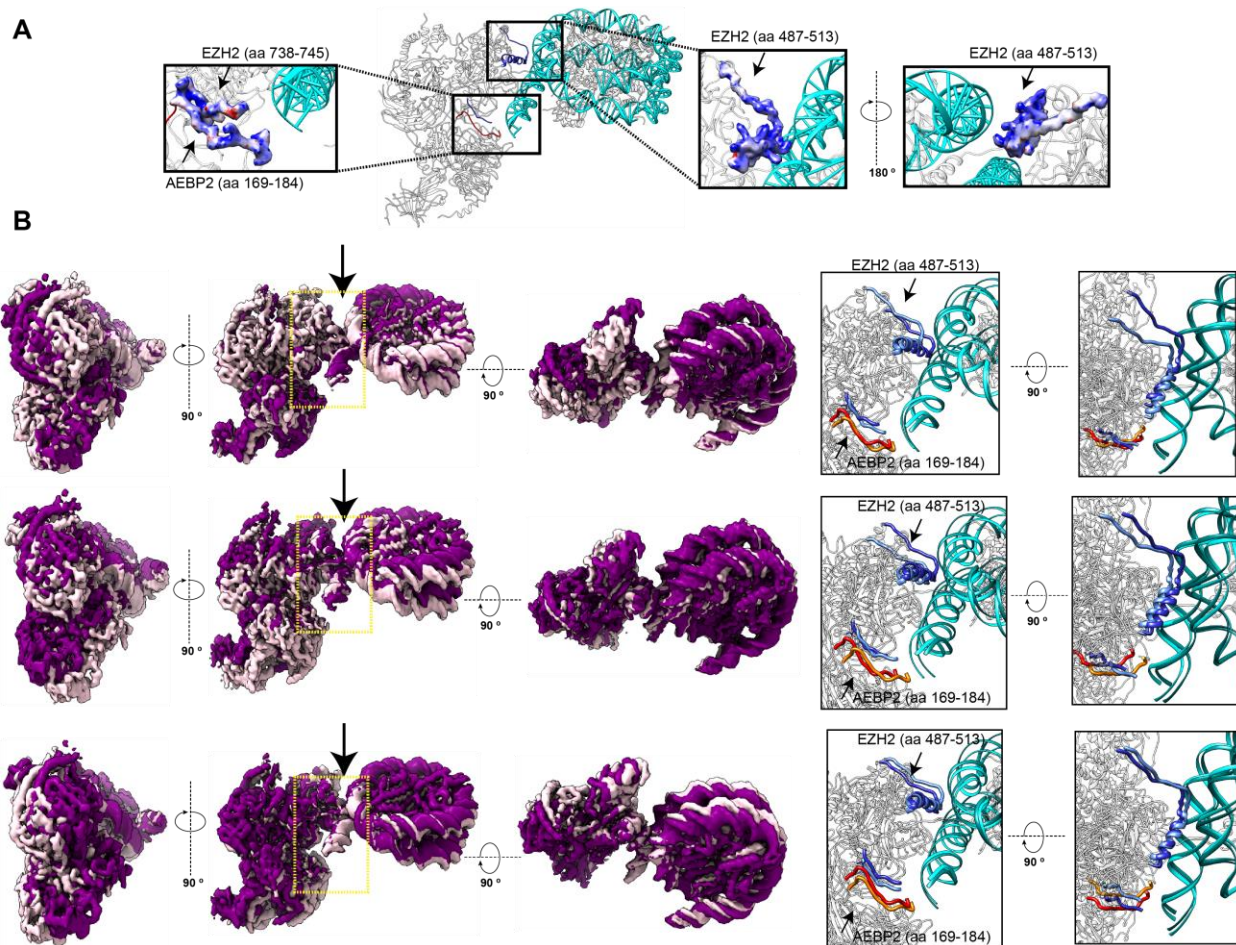 A
EZH2 (aa 738-745)
AEBP2 (aa 169-184)
EZH2 (aa 487-513)
180 º
EZH2 (aa 487-513)
B
90 º
90 º
EZH2 (aa 487-513)
AEBP2 (aa 169-184)
90 º
90 º
90 º
EZH2 (aa 487-513)
AEBP2 (aa 169-184)
90 º
90 º
90 º
EZH2 (aa 487-513)
AEBP2 (aa 169-184)
90 º